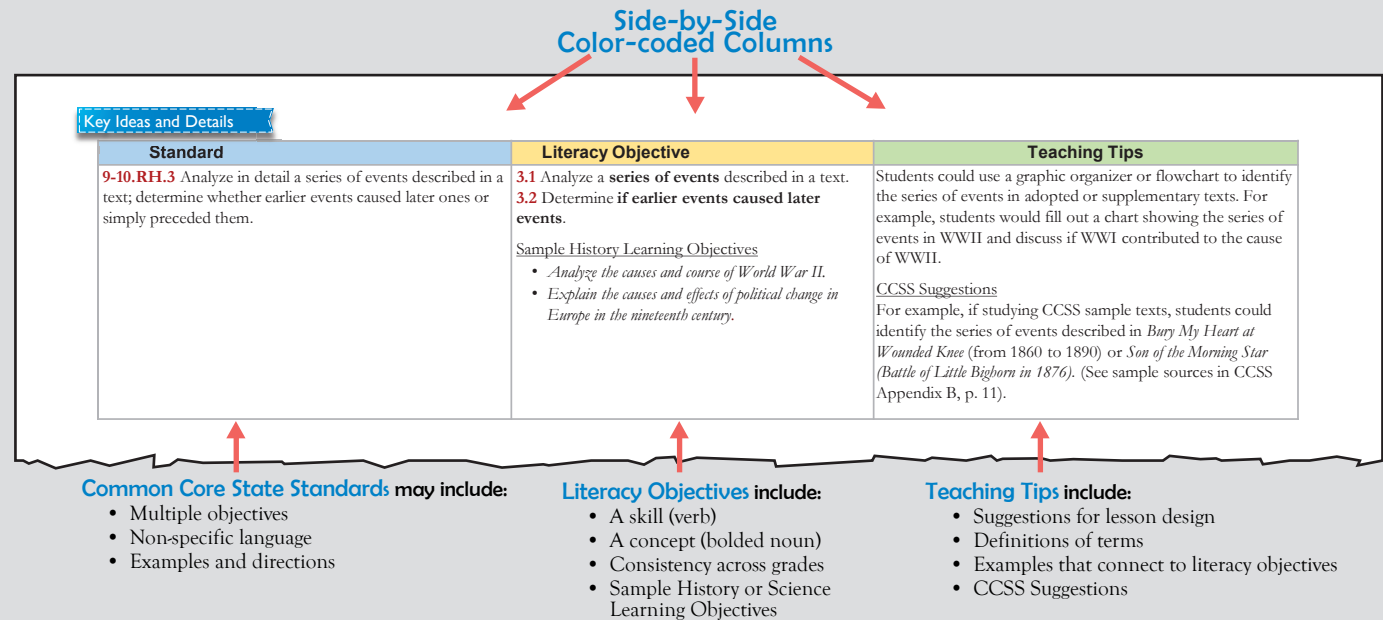 Side-by-Side
Color-coded Columns
Key Ideas and Details
Standard
9-10.RH.3 Analyze in detail a series of events described in a
text; determine whether earlier events caused later ones or
simply preceded them.
Literacy Objective
3.1 Analyze a series of events described in a text.
3.2 Determine if earlier events caused later
events.
Sample History Learning Objectives
• Analyze the causes and course of World War II.
• Explain the causes and effects of political change in
Europe in the nineteenth century.
Teaching Tips
Students could use a graphic organizer or flowchart to identify
the series of events in adopted or supplementary texts. For
example, students would fill out a chart showing the series of
events in WWII and discuss if WWI contributed to the cause
of WWII.
CCSS Suggestions
For example, if studying CCSS sample texts, students could
identify the series of events described in Bury My Heart at
Wounded Knee (from 1860 to 1890) or Son of the Morning Star
(Battle of Little Bighorn in 1876). (See sample sources in CCSS
Appendix B, p. 11).
Common Core State Standards may include:
• Multiple objectives
• Non-specific language
• Examples and directions
Literacy Objectives include:
• A skill (verb)
• A concept (bolded noun)
• Consistency across grades
• Sample History or Science
Learning Objectives
Teaching Tips include:
• Suggestions for lesson design
• Definitions of terms
• Examples that connect to literacy objectives
• CCSS Suggestions